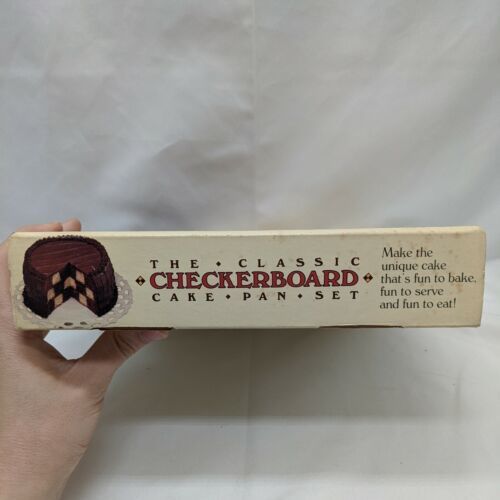 THE • CLASSIC
CHECKERBOARD
CAKE • PAN • SET
Make the
unique cake
that's fun to bake,
fun to serve
and fun to eat!